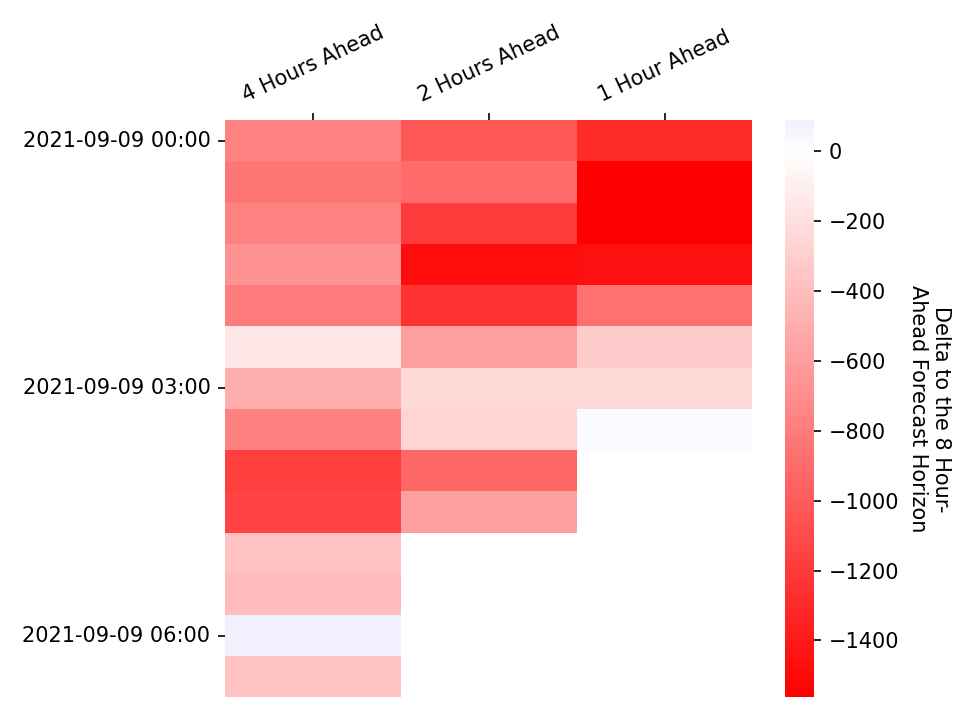 4 Hours Ahead
2 Hours Ahead
1 Hour Ahead
2021-09-09 00:00
2021-09-09 03:00
2021-09-09 06:00
0
−200
−400
−600
−800
−1000
−1200
−1400
Delta to the 8 Hour-
Ahead Forecast Horizon